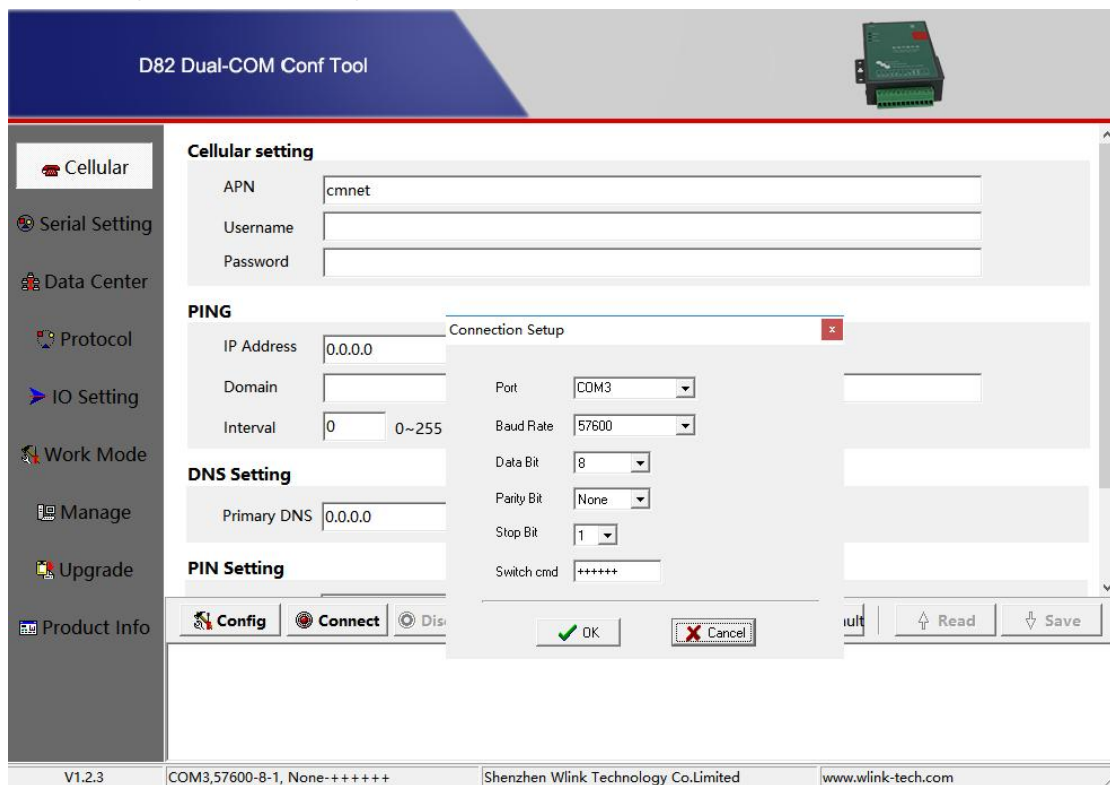 D82 Dual-COM Conf Tool
Cellular
Serial Setting
Data Center
Protocol
IO Setting
Work Mode
Manage
Upgrade
Product Info
Cellular setting
APN
cmnet
Username
Password
PING
IP Address
0.0.0.0
Domain
Interval
0
0~255
DNS Setting
Primary DNS
0.0.0.0
PIN Setting
Connection Setup
x
Port
COM3
Baud Rate
57600
Data Bit
8
Parity Bit
None
Stop Bit
1
Switch cmd
++++++
OK
Cancel
Config
Connect
Dis
ault
Read
Save
V1.2.3
COM3,57600-8-1, None-++++++
Shenzhen Wlink Technology Co.Limited
www.wlink-tech.com